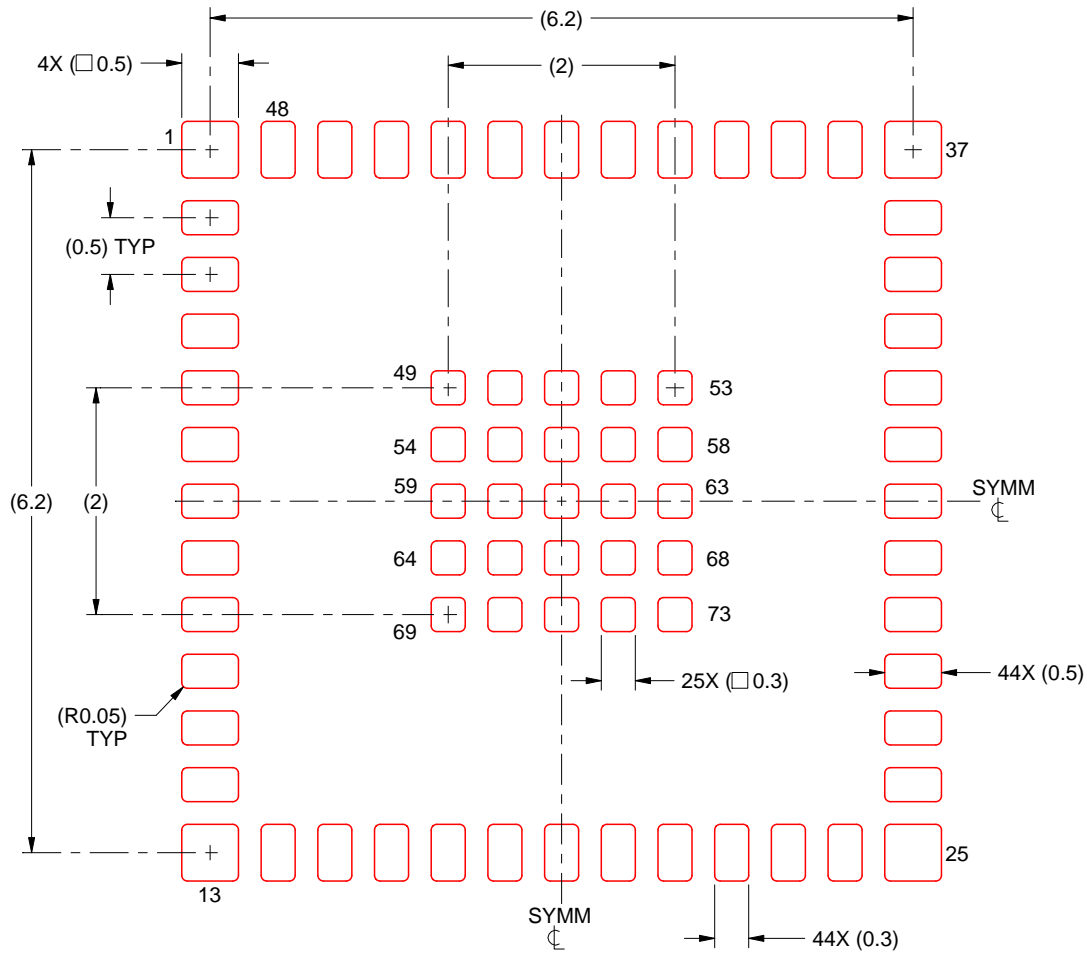 (6.2)
4X (□ 0.5)
(2)
48
1
37
(0.5) TYP
49
53
54
58
59
63
SYMM
℄
(6.2)
(2)
64
68
69
73
25X (□ 0.3)
44X (0.5)
(R0.05)
TYP
25
13
SYMM
℄
44X (0.3)